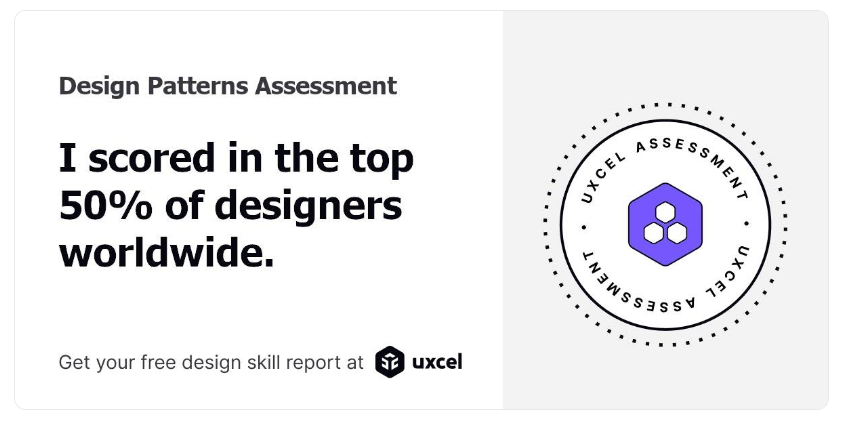 Design Patterns Assessment
I scored in the top
50% of designers
worldwide.
Get your free design skill report at uxcel
UXCEL ASSESSMENT • UXCEL ASSESSMENT •